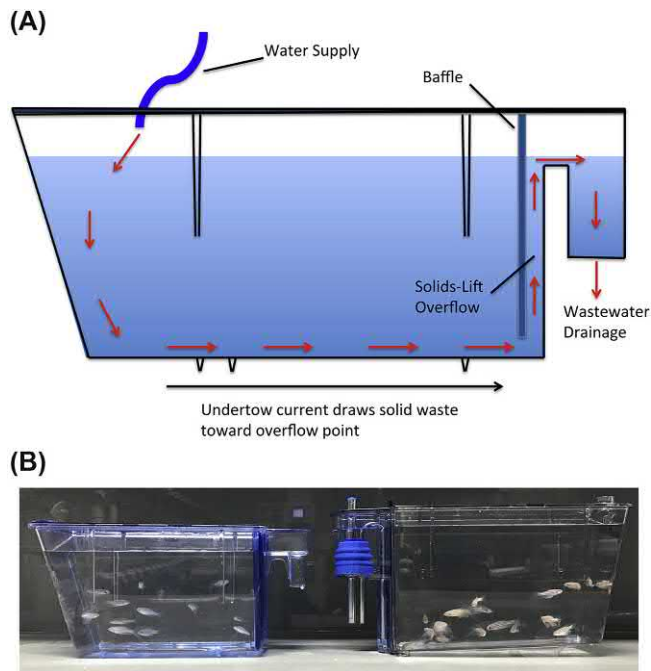 (A)
Water Supply
Baffle
Solids-Lift
Overflow
Wastewater
Drainage
Undertow current draws solid waste
toward overflow point
(B)